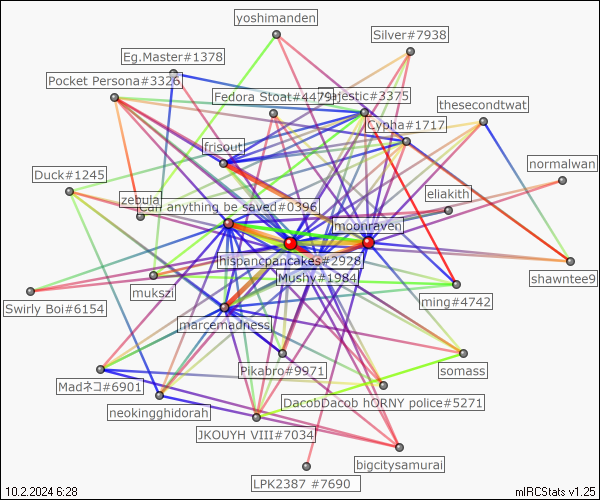 yoshimanden
Silver#7938
Eg.Master#1378
Pocket Persona#3326
Fedora Stoat#4479
ajestic#3375
thesecondtwat
Cypha#1717
frisout
normalwan
Duck#1245
eliakith
zebula
Can anything be saved#0396
moonraven
hispancpancakes#2928
shawntee9
Mushy#1984
mukszi
ming#4742
Swirly Boi#6154
marcemadness
Pikabro#9971
somass
Madネコ#6901
DacobDacob hORNY police#5271
neokingghidorah
JKOUYH VIII#7034
bigcitysamurai
LPK2387 #7690
10.2.2024 6:28
mIRCStats v1.25